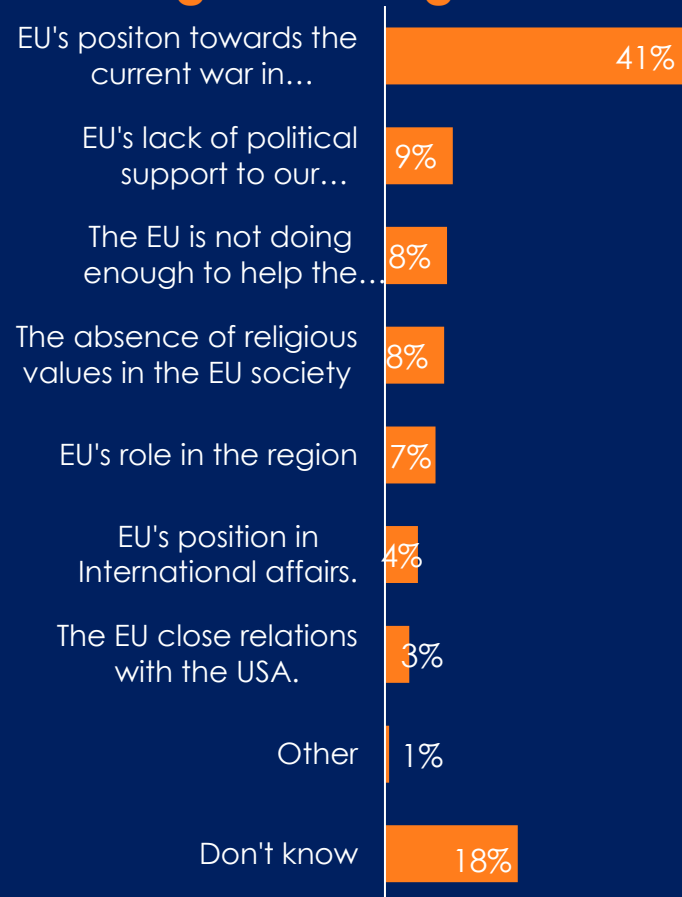 EU's positon towards the
current war in…
41%
EU's lack of political
support to our…
9%
The EU is not doing
enough to help the…
8%
The absence of religious
values in the EU society
8%
EU's role in the region
7%
EU's position in
International affairs.
4%
The EU close relations
with the USA.
3%
Other
1%
Don't know
18%